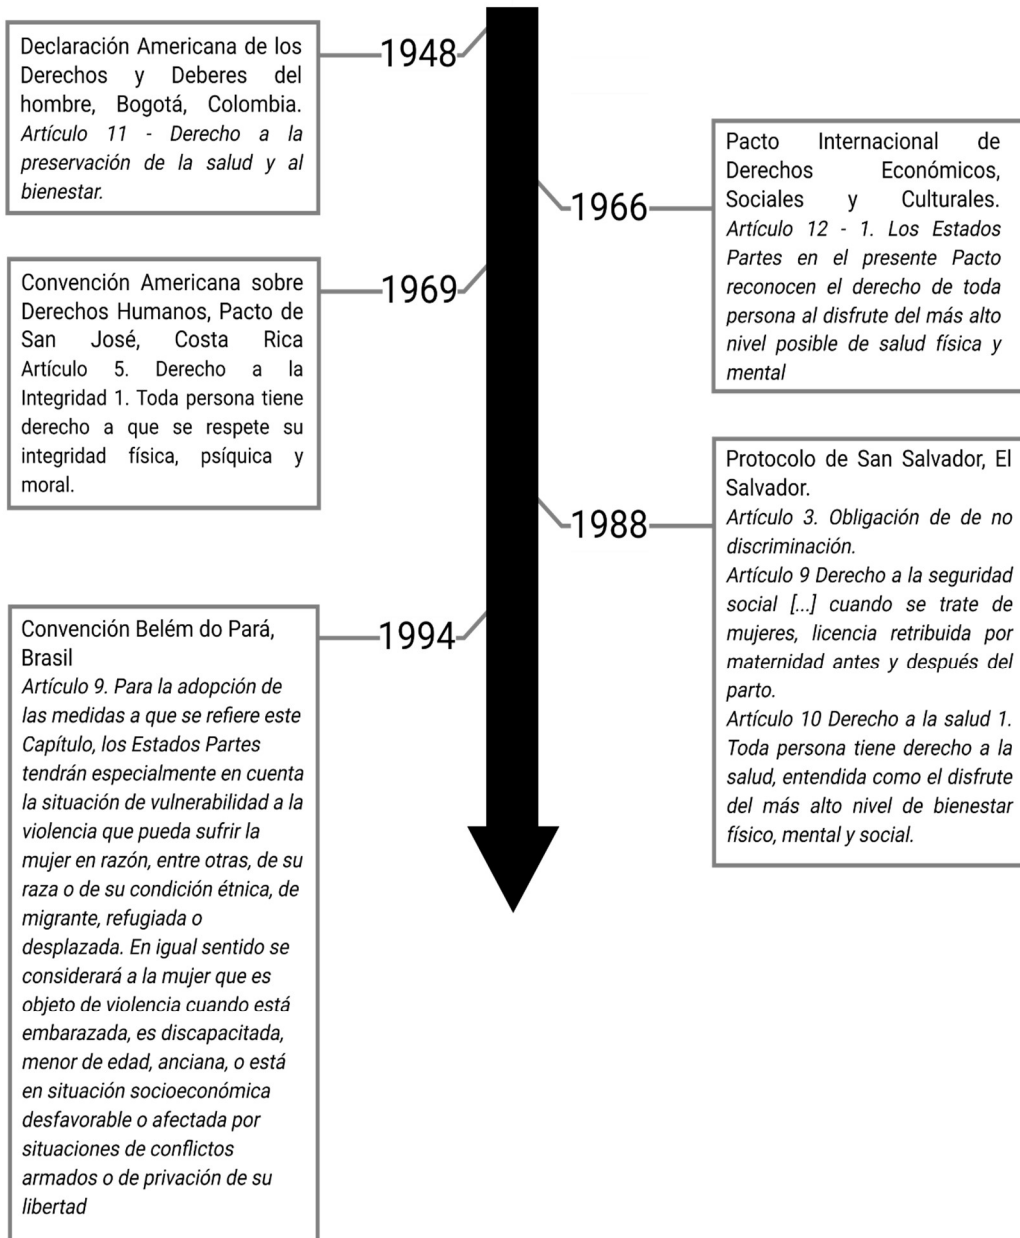 1948
Declaración Americana de los
Derechos y Deberes del
hombre, Bogotá, Colombia.
Artículo 11 - Derecho a la
preservación de la salud y al
bienestar.
1966
Pacto Internacional de
Derechos Económicos,
Sociales y Culturales.
Artículo 12 - 1. Los Estados
Partes en el presente Pacto
reconocen el derecho de toda
persona al disfrute del más alto
nivel posible de salud física y
mental
1969
Convención Americana sobre
Derechos Humanos, Pacto de
San José, Costa Rica
Artículo 5. Derecho a la
Integridad 1. Toda persona tiene
derecho a que se respete su
integridad física, psíquica y
moral.
1988
Protocolo de San Salvador, El
Salvador.
Artículo 3. Obligación de de no
discriminación.
Artículo 9 Derecho a la seguridad
social [...] cuando se trate de
mujeres, licencia retribuida por
maternidad antes y después del
parto.
Artículo 10 Derecho a la salud 1.
Toda persona tiene derecho a la
salud, entendida como el disfrute
del más alto nivel de bienestar
físico, mental y social.
1994
Convención Belém do Pará,
Brasil
Artículo 9. Para la adopción de
las medidas a que se refiere este
Capítulo, los Estados Partes
tendrán especialmente en cuenta
la situación de vulnerabilidad a la
violencia que pueda sufrir la
mujer en razón, entre otras, de su
raza o de su condición étnica, de
migrante, refugiada o
desplazada. En igual sentido se
considerará a la mujer que es
objeto de violencia cuando está
embarazada, es discapacitada,
menor de edad, anciana, o está
en situación socioeconómica
desfavorable o afectada por
situaciones de conflictos
armados o de privación de su
libertad